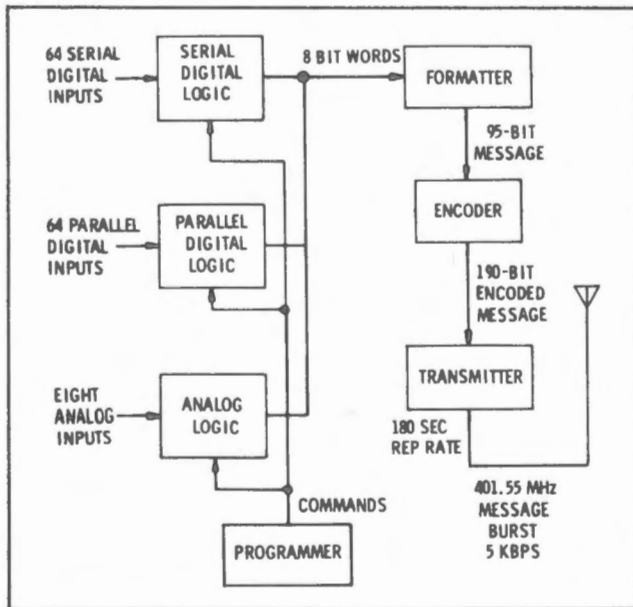 64 SERIAL
DIGITAL
INPUTS
SERIAL
DIGITAL
LOGIC
8 BIT WORDS
FORMATTER
95-BIT
MESSAGE
ENCODER
64 PARALLEL
DIGITAL
INPUTS
PARALLEL
DIGITAL
LOGIC
190-BIT
ENCODED
MESSAGE
TRANSMITTER
EIGHT
ANALOG
INPUTS
ANALOG
LOGIC
180 SEC
REP RATE
401.55 MHz
MESSAGE
BURST
5 KBPS
COMMANDS
PROGRAMMER